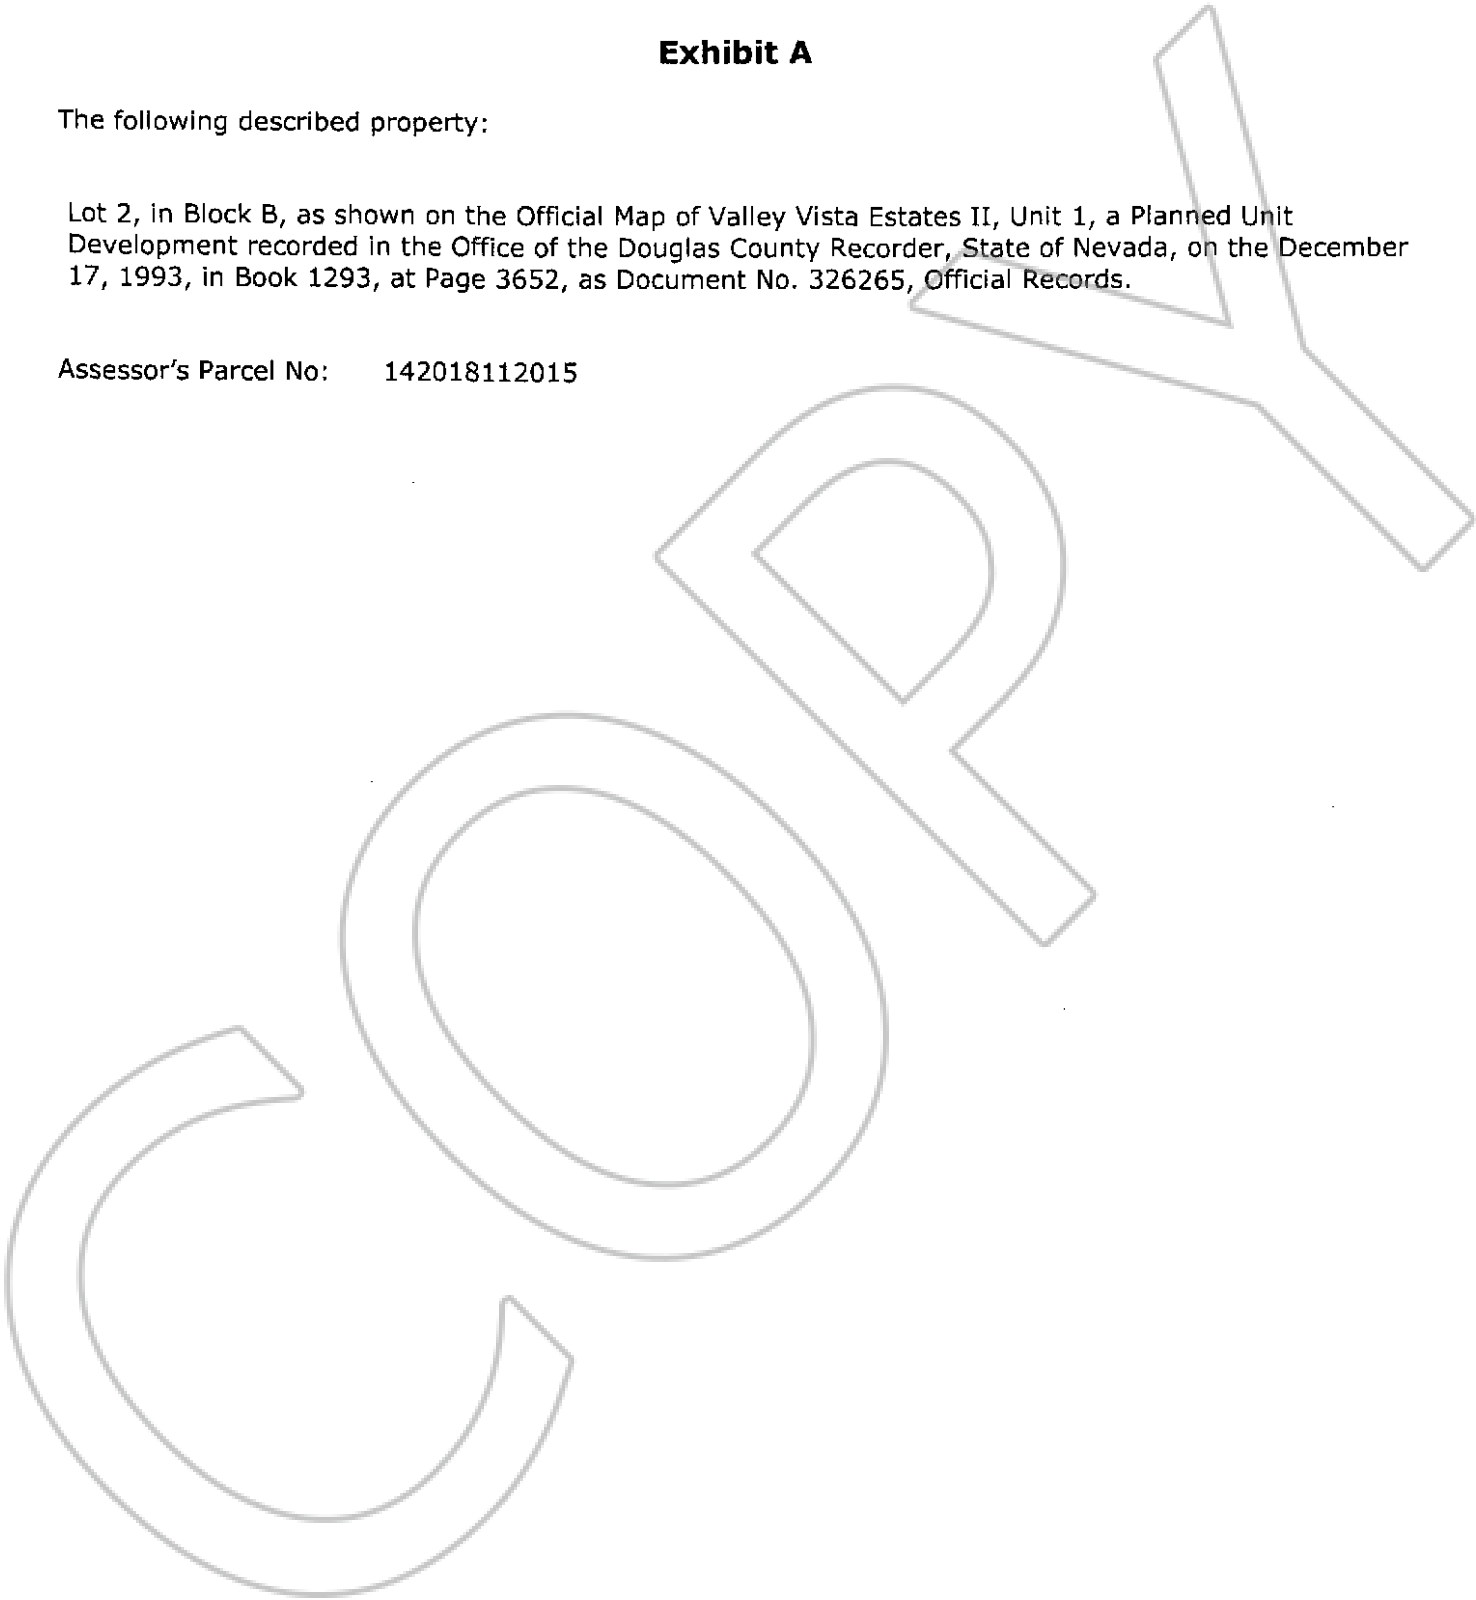 Exhibit A
The following described property:
Lot 2, in Block B, as shown on the Official Map of Valley Vista Estates II, Unit 1, a Planned Unit
Development recorded in the Office of the Douglas County Recorder, State of Nevada, on the December
17, 1993, in Book 1293, at Page 3652, as Document No. 326265, Official Records.
Assessor's Parcel No: 142018112015
COPY